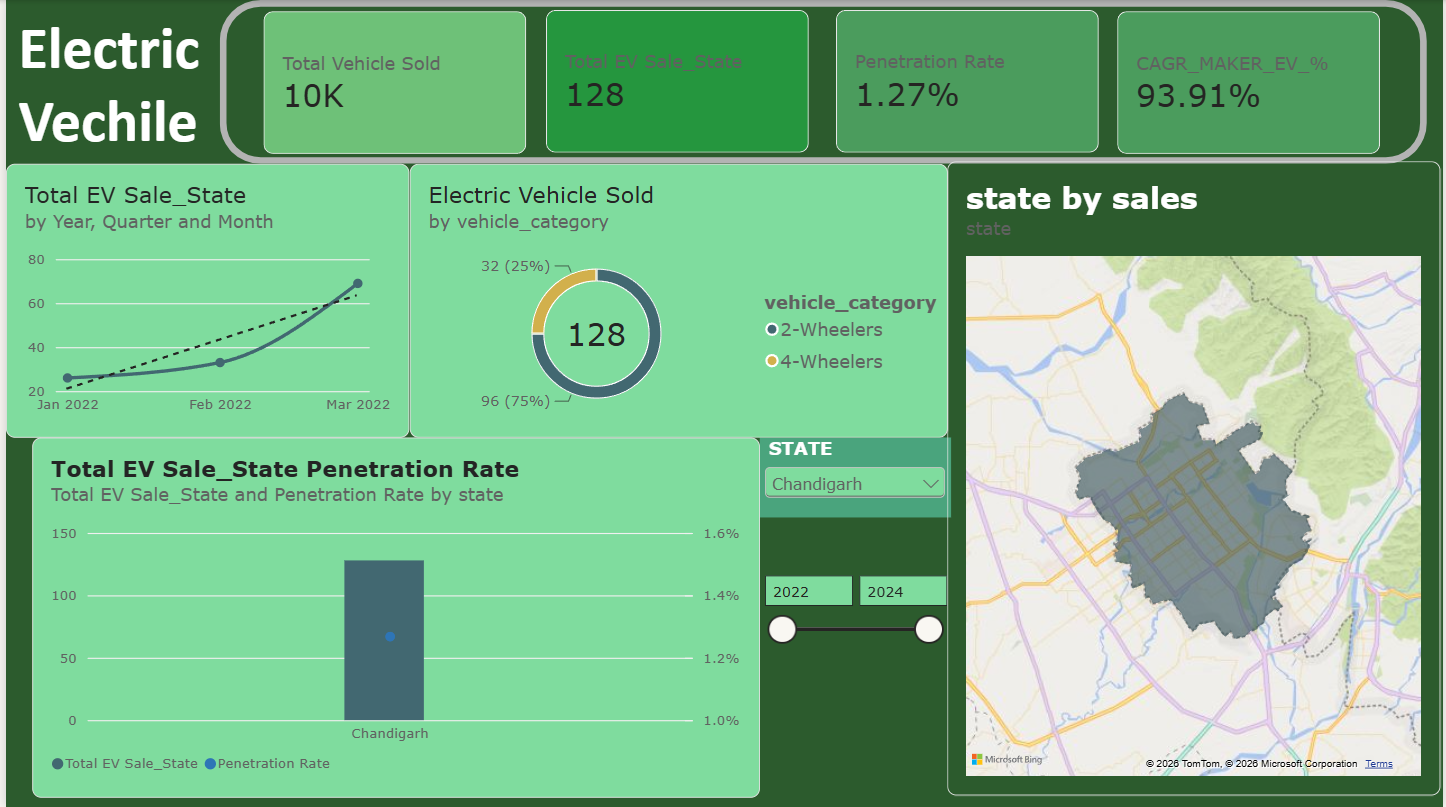 Electric
Vechile
Total Vehicle Sold
10K
Total EV Sale_State
128
Penetration Rate
1.27%
CAGR_MAKER_EV_%
93.91%
Total EV Sale_State
by Year, Quarter and Month
80
60
40
20
Jan 2022 Feb 2022 Mar 2022
Electric Vehicle Sold
by vehicle_category
32 (25%)
128
96 (75%)
vehicle_category
2-Wheelers
4-Wheelers
state by sales
state
Microsoft Bing
© 2026 TomTom, © 2026 Microsoft Corporation Terms
Total EV Sale_State Penetration Rate
Total EV Sale_State and Penetration Rate by state
150 1.6%
100 1.4%
50 1.2%
0 1.0%
Chandigarh
Total EV Sale_State Penetration Rate
STATE
Chandigarh
2022 2024